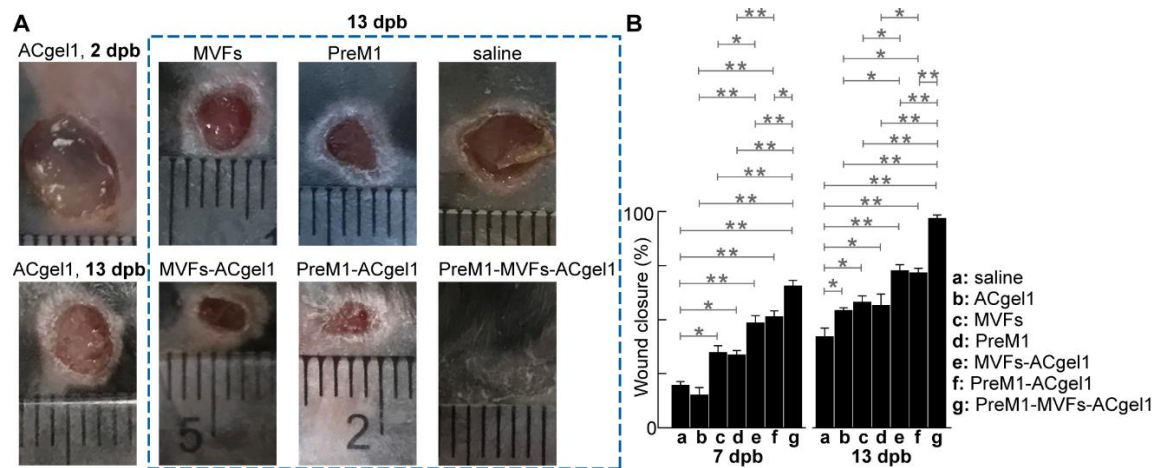 A
13 dpb
ACgel1, 2 dpb
MVFs
PreM1
saline
ACgel1, 13 dpb
MVFs-ACgel1
PreM1-ACgel1
PreM1-MVFs-ACgel1
5
2
B
**
*
**
**
*
**
**
**
**
**
**
**
*
*
*
*
*
*
**
**
**
**
**
**
**
**
*
*
*
Wound closure (%)
100
0
a b c d e f g
a b c d e f g
7 dpb
13 dpb
a: saline
b: ACgel1
c: MVFs
d: PreM1
e: MVFs-ACgel1
f: PreM1-ACgel1
g: PreM1-MVFs-ACgel1